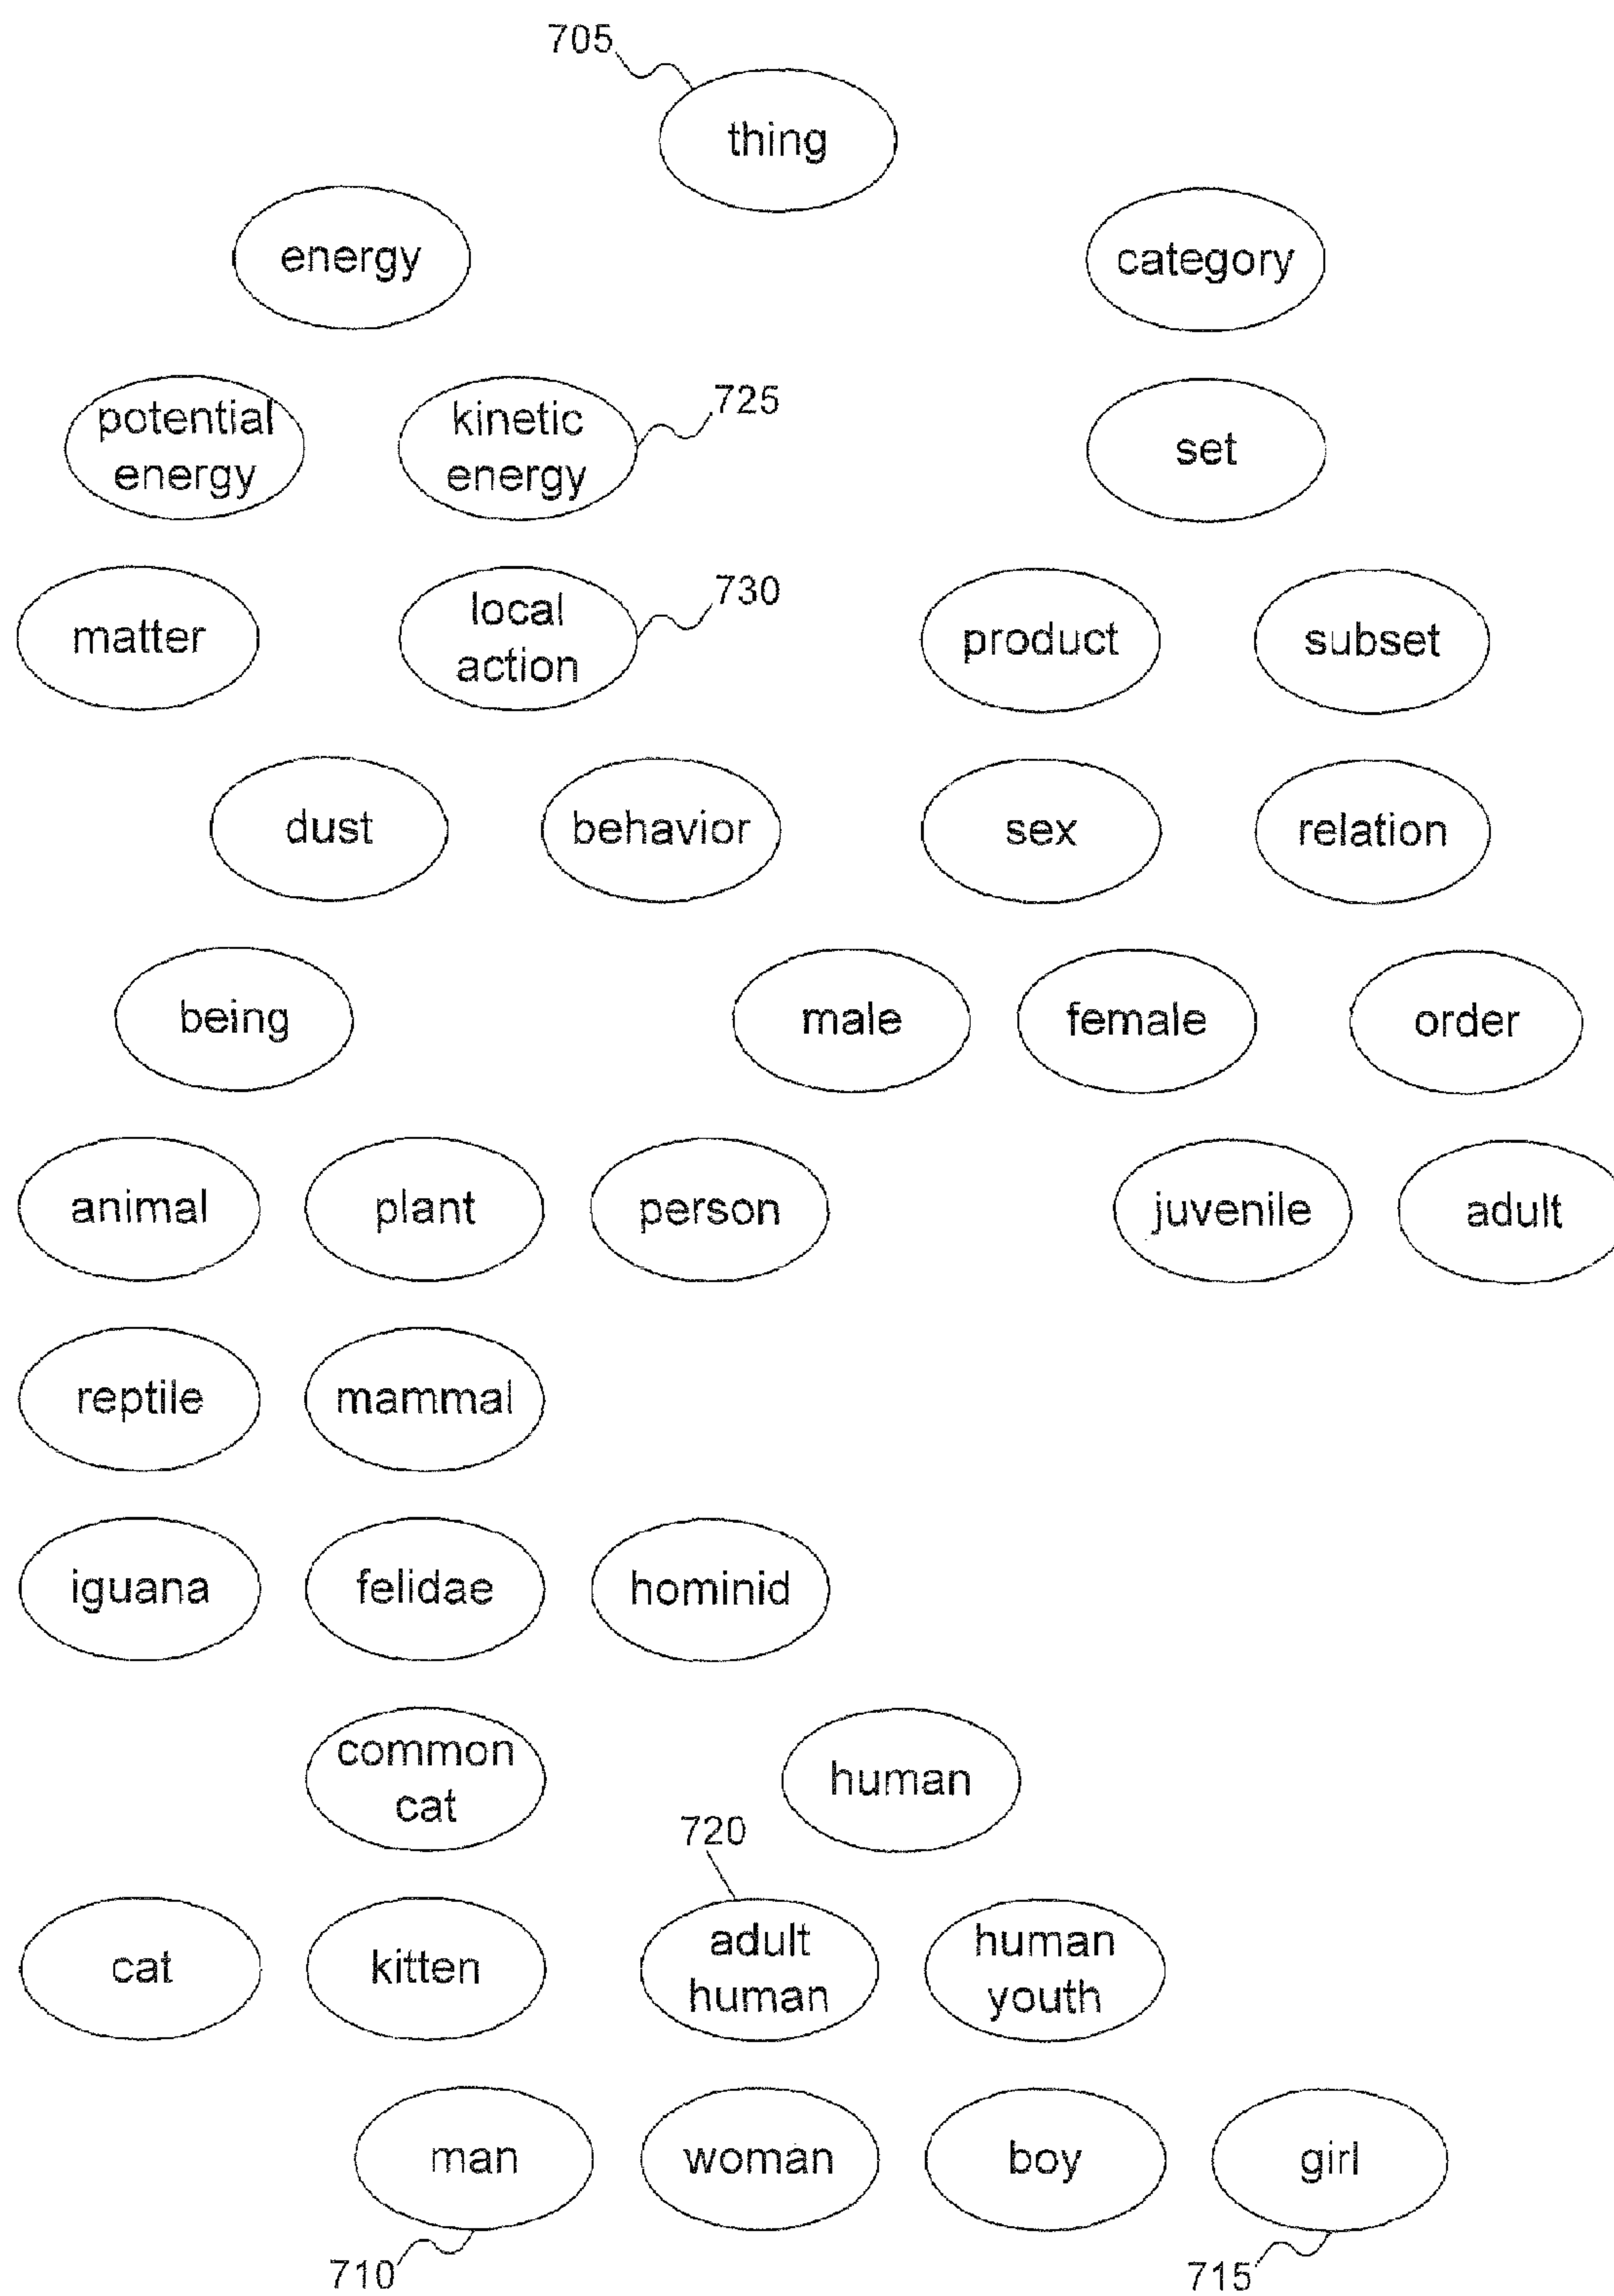 705
thing
energy
category
potential
energy
kinetic
energy
725
set
matter
local
action
730
product
subset
dust
behavior
sex
relation
being
male
female
order
animal
plant
person
juvenile
adult
reptile
mammal
iguana
felidae
hominid
common
cat
human
720
cat
kitten
adult
human
human
youth
man
woman
boy
girl
710
715